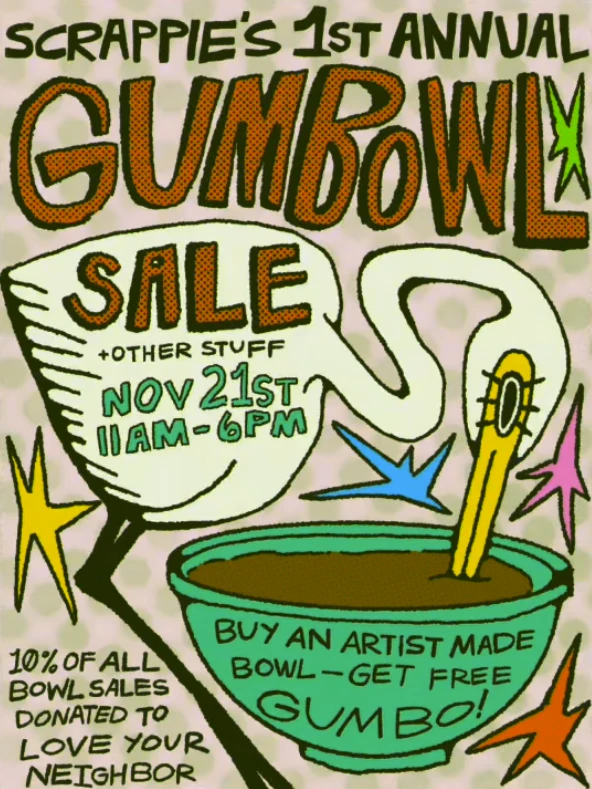 SCRAPPIE'S 1ST ANNUAL
GUMBOWL
SALE
+OTHER STUFF
NOV 21ST
11AM-6PM
BUY AN ARTIST MADE
BOWL-GET FREE
GUMBO!
10% OF ALL
BOWL SALES
DONATED TO
LOVE YOUR
NEIGHBOR